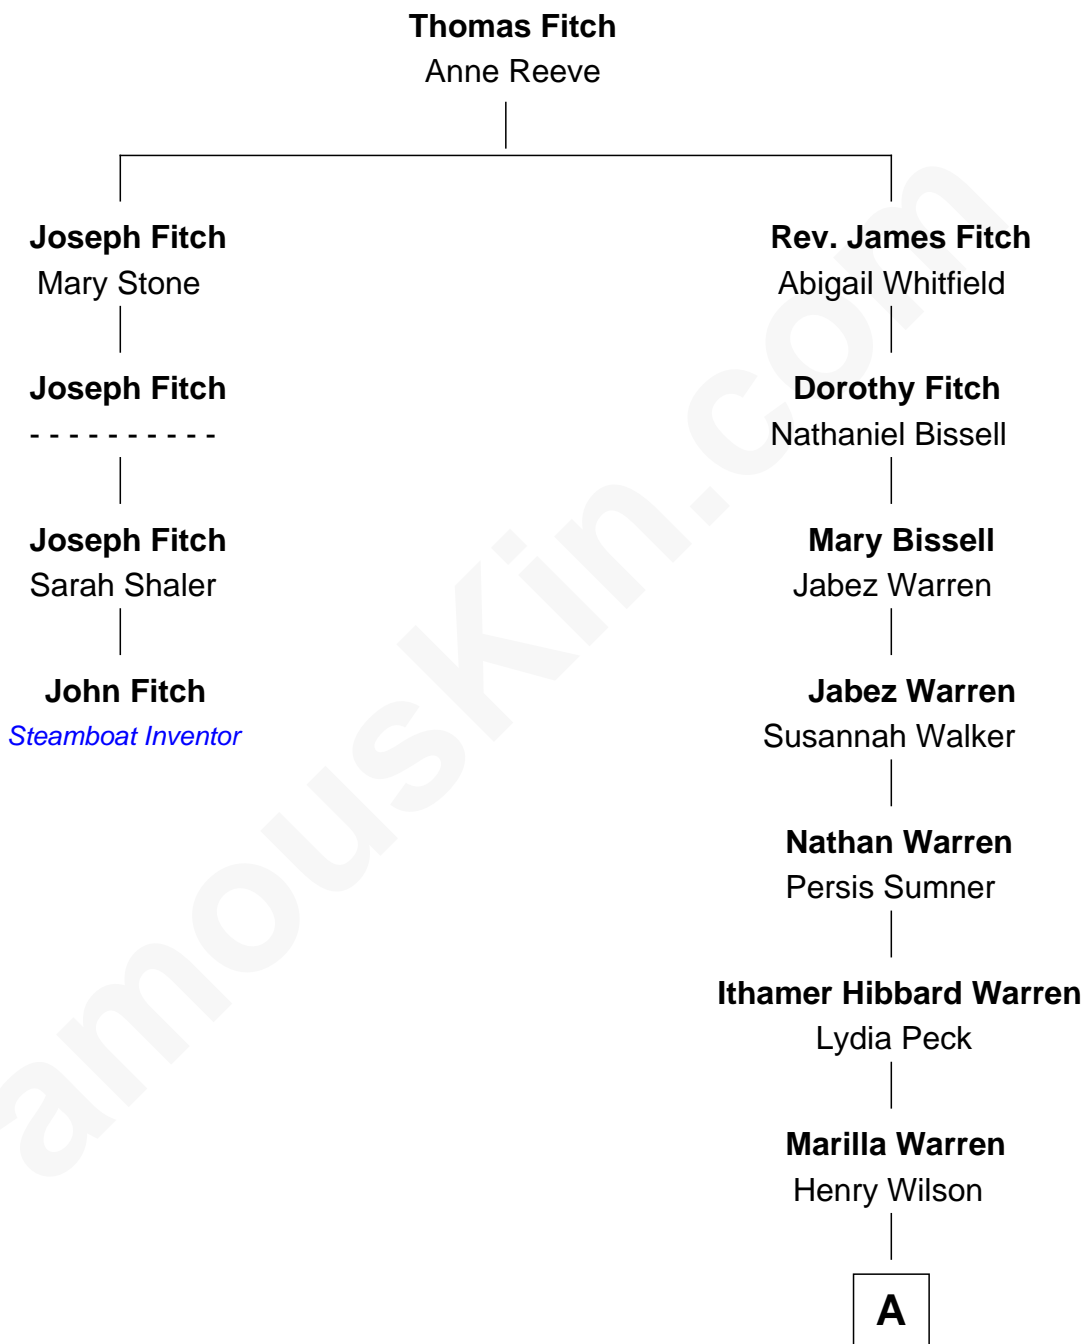 Thomas Fitch
Anne Reeve
Joseph Fitch
Mary Stone
Rev. James Fitch
Abigail Whitfield
Joseph Fitch
- - - - - - - - - -
Dorothy Fitch
Nathaniel Bissell
Joseph Fitch
Sarah Shaler
Mary Bissell
Jabez Warren
John Fitch
Steamboat Inventor
Jabez Warren
Susannah Walker
Nathan Warren
Persis Sumner
Ithamer Hibbard Warren
Lydia Peck
Marilla Warren
Henry Wilson
A
amouskin.com